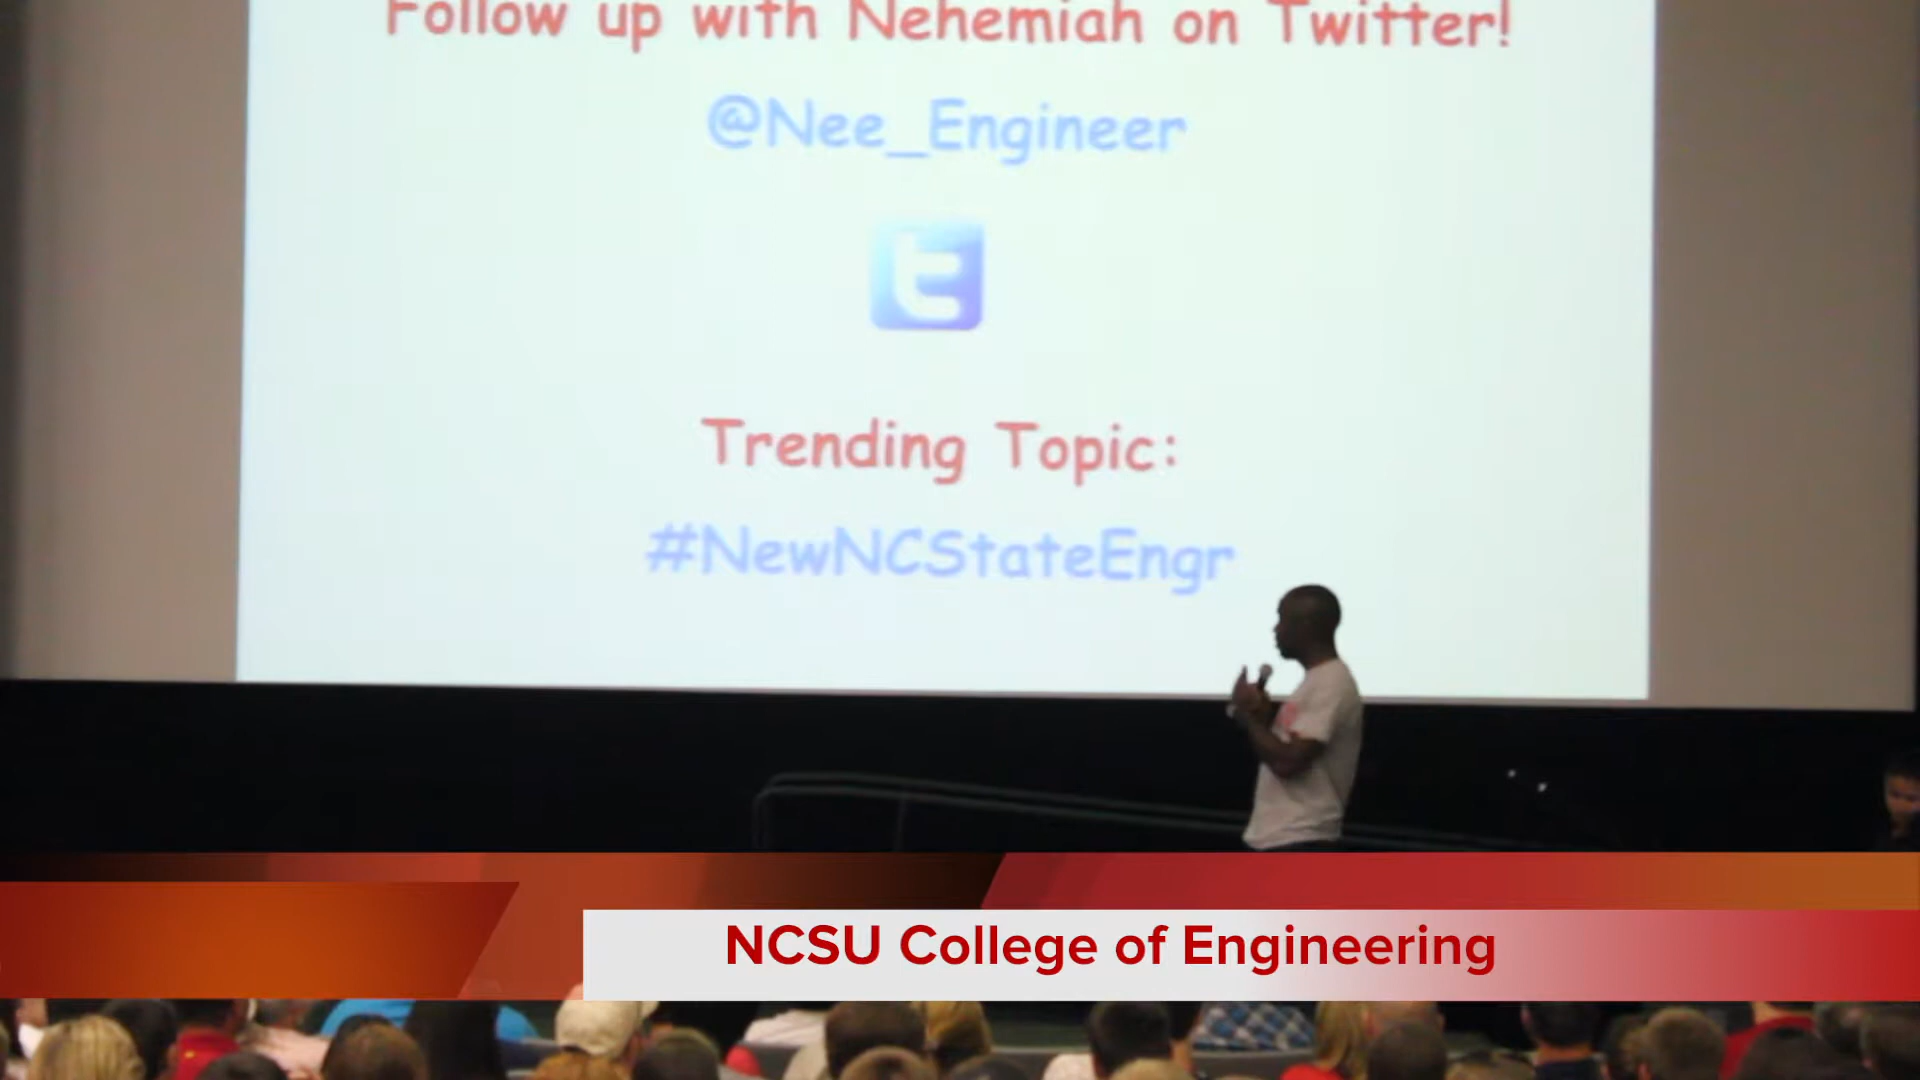 Follow up with Nehemiah on Twitter!
@Nee_Engineer
t
Trending Topic:
#NewNCStateEngr
NCSU College of Engineering